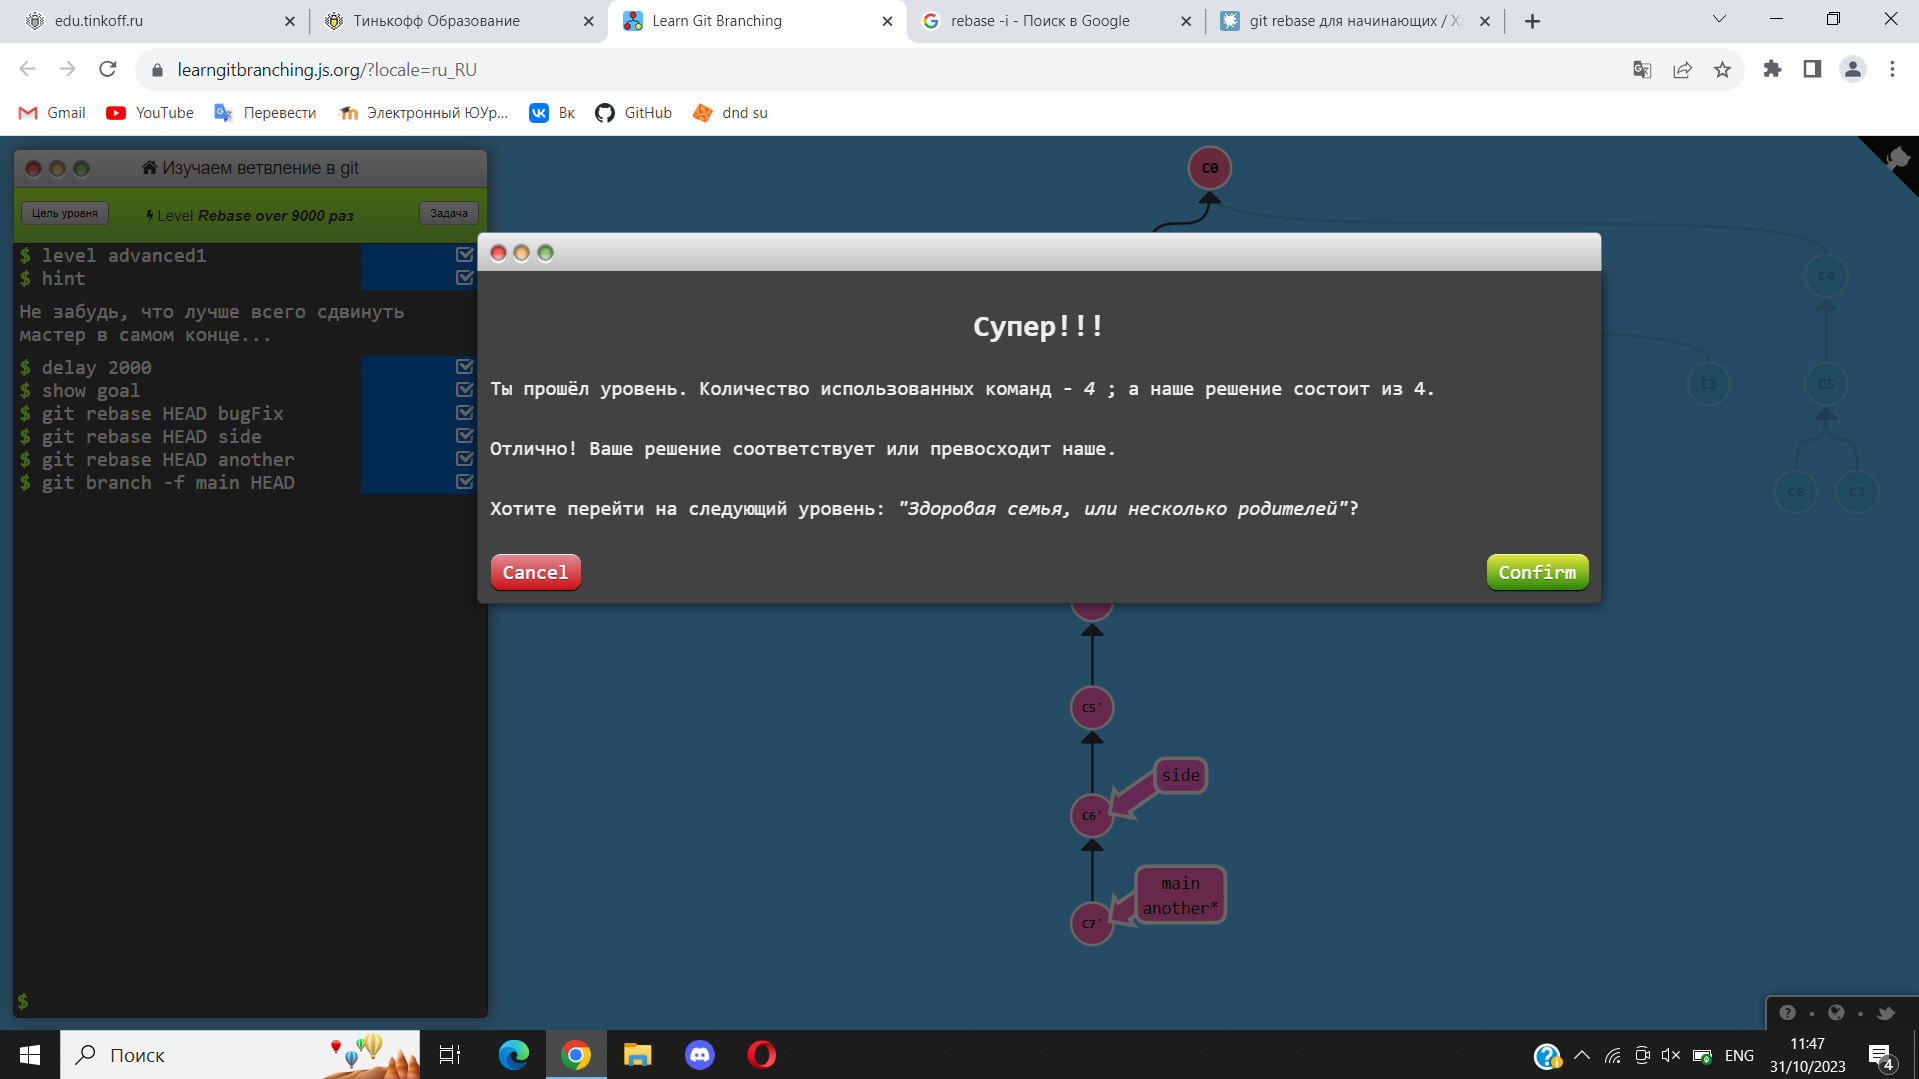 edu.tinkoff.ru
Тинькофф Образование
Learn Git Branching
rebase -i - Поиск в Google
git rebase для начинающих / Ха
learngitbranching.js.org/?locale=ru_RU
Gmail
YouTube
Перевести
Электронный ЮУр...
Вк
GitHub
dnd su
Изучаем ветвление в git
Цель уровня
Level Rebase over 9000 раз
Задача
$ level advanced1
$ hint
Не забудь, что лучше всего сдвинуть
мастер в самом конце...
$ delay 2000
$ show goal
$ git rebase HEAD bugFix
$ git rebase HEAD side
$ git rebase HEAD another
$ git branch -f main HEAD
$
C0
C4
C3
C5
C6
C7
Супер!!!
Ты прошёл уровень. Количество использованных команд - 4 ; а наше решение состоит из 4.
Отлично! Ваше решение соответствует или превосходит наше.
Хотите перейти на следующий уровень: "Здоровая семья, или несколько родителей"?
Cancel
Confirm
C5'
side
C6'
main
another*
C7'
Поиск
ENG
11:47
31/10/2023
4